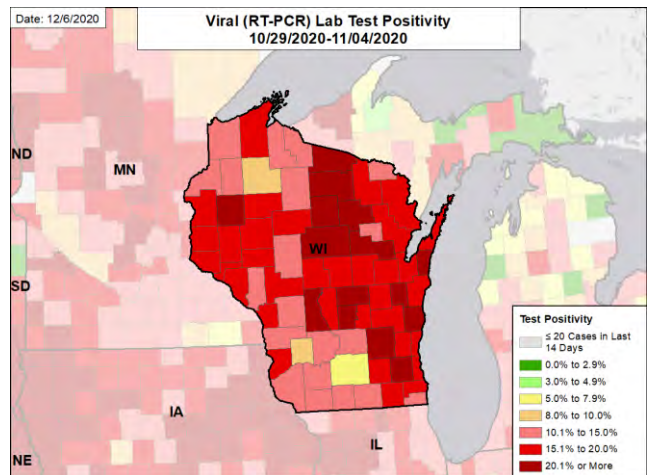 Date: 12/6/2020
Viral (RT-PCR) Lab Test Positivity
10/29/2020-11/04/2020
ND
MN
WI
SD
IA
NE
IL
Test Positivity
≤ 20 Cases in Last
14 Days
0.0% to 2.9%
3.0% to 4.9%
5.0% to 7.9%
8.0% to 10.0%
10.1% to 15.0%
15.1% to 20.0%
20.1% or More